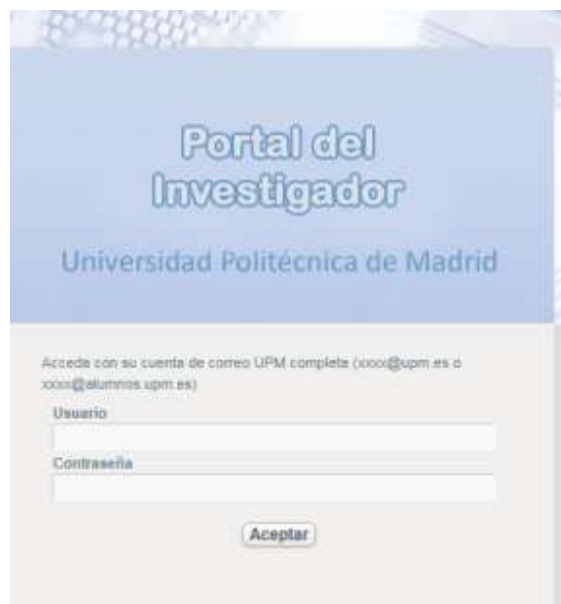 Portal del
Investigador
Universidad Politécnica de Madrid
Acceda con su cuenta de correo UPM completa (xxxx@upm.es o
xxxx@alumnos.upm.es)
Usuario
Contraseña
Aceptar